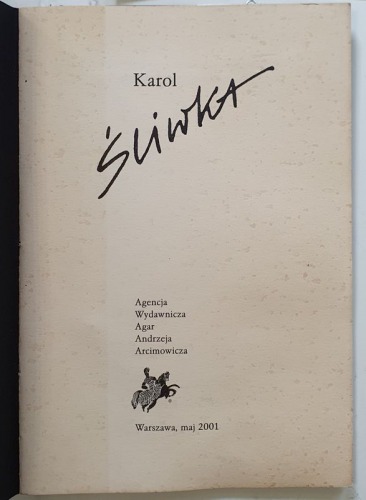 Karol
Śliwka
Agencja
Wydawnicza
Agar
Andrzeja
Arcimowicza
®
Warszawa, maj 2001